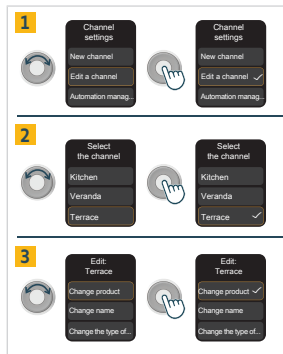 1
Channel
settings
New channel
Edit a channel
Automation manag...
Channel
settings
New channel
Edit a channel
Automation manag...
2
Select
the channel
Kitchen
Veranda
Terrace
Select
the channel
Kitchen
Veranda
Terrace
3
Edit:
Terrace
Change product
Change name
Change the type of...
Edit:
Terrace
Change product
Change name
Change the type of...